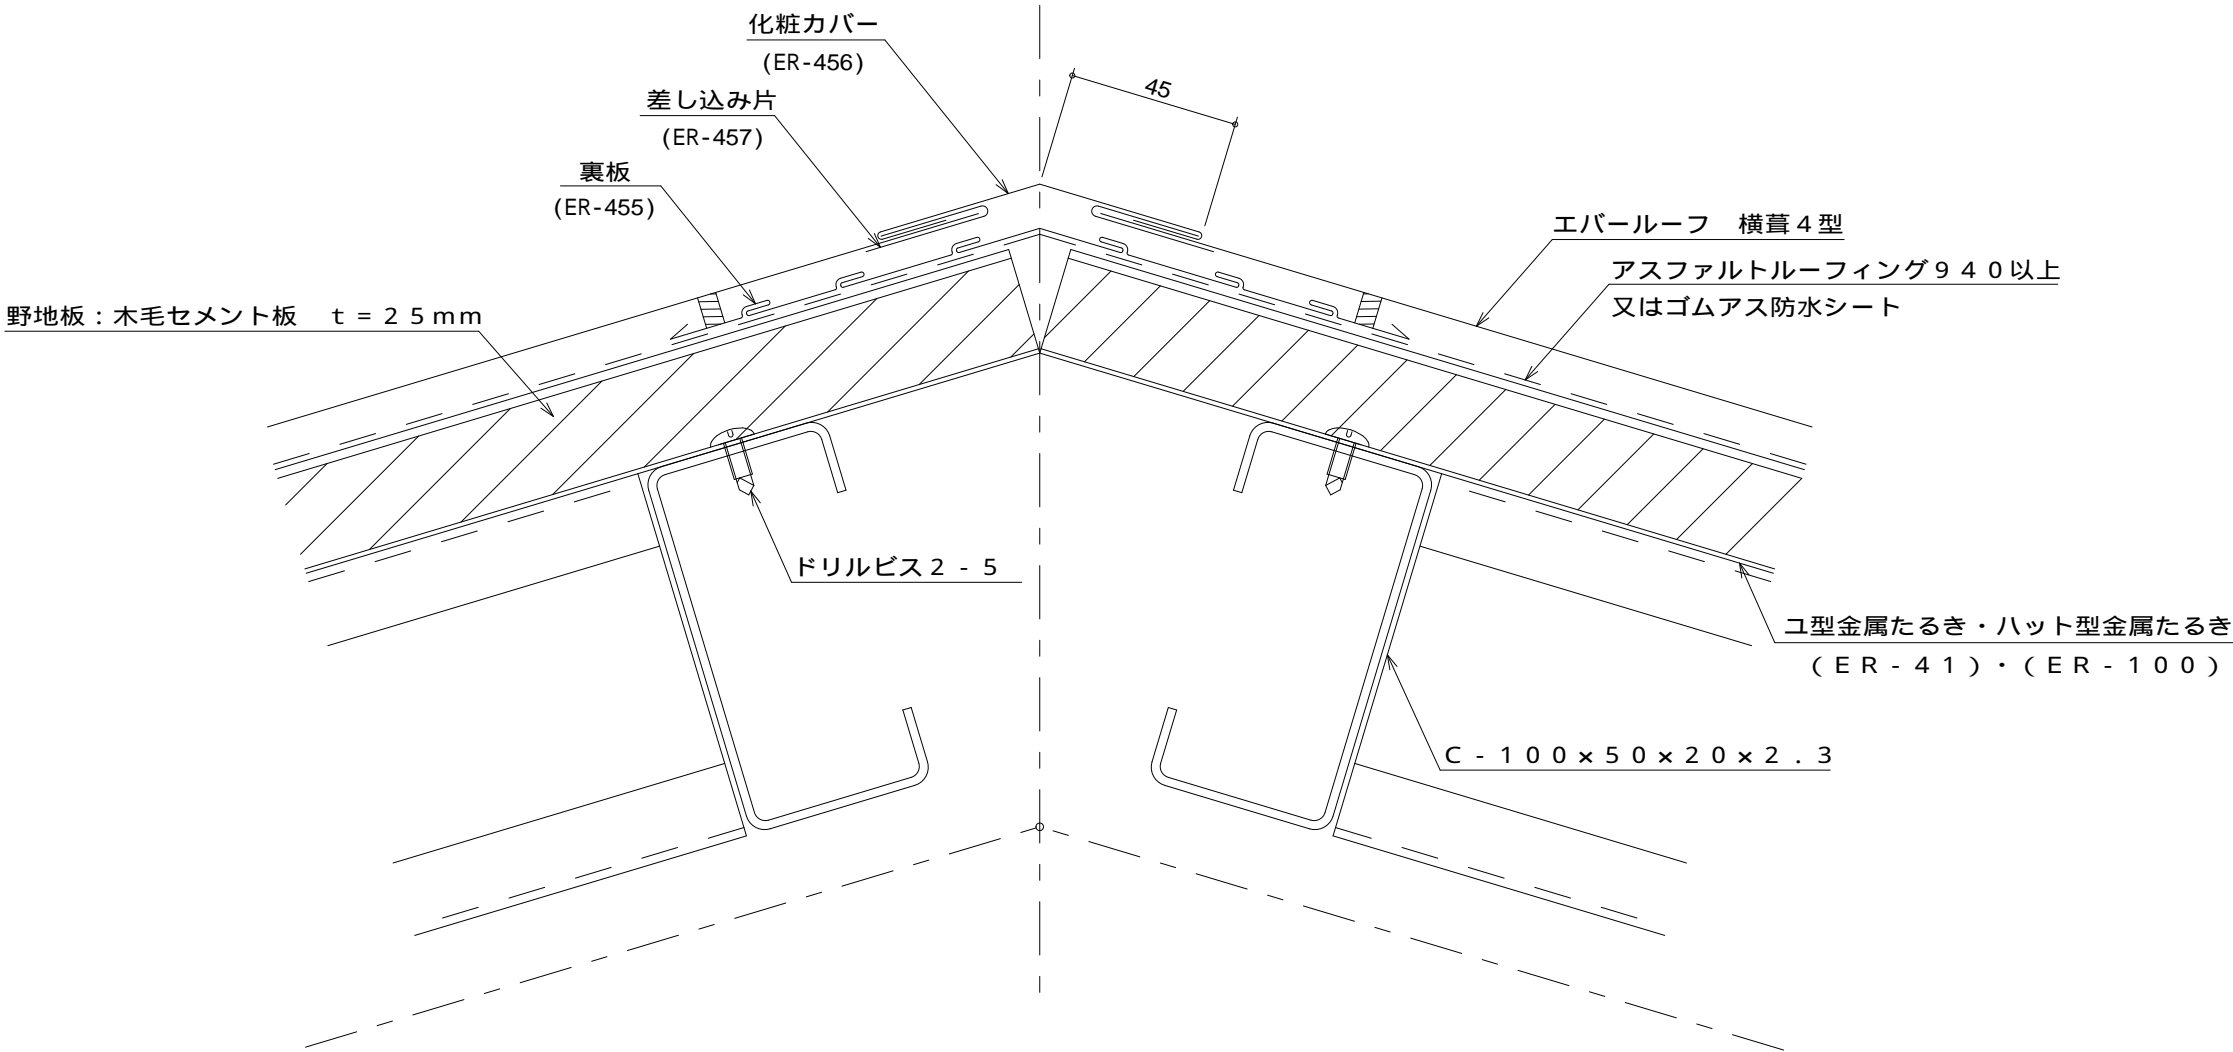 化粧カバー
(ER-456)
45
差し込み片
(ER-457)
裏板
(ER-455)
エバールーフ　横葺４型
アスファルトルーフィング９４０以上
又はゴムアス防水シート
野地板：木毛セメント板　ｔ＝２５mm
ドリルビス２-５
ユ型金属たるき・ハット型金属たるき
（ＥＲ-４１）・（ＥＲ-１００）
Ｃ-１００×５０×２０×２．３